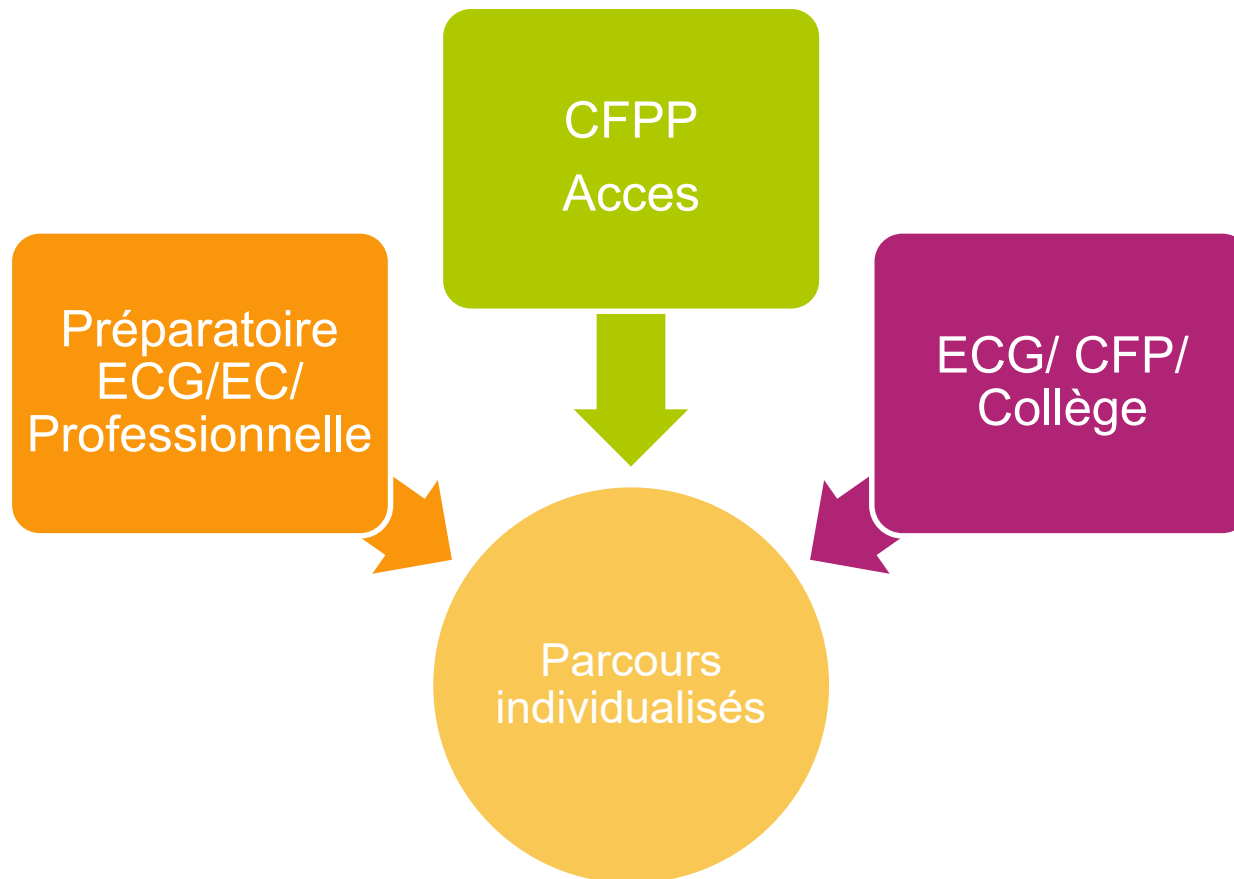 CFPP
Acces
Préparatoire
ECG/EC/
Professionnelle
ECG/ CFP/
Collège
Parcours
individualisés